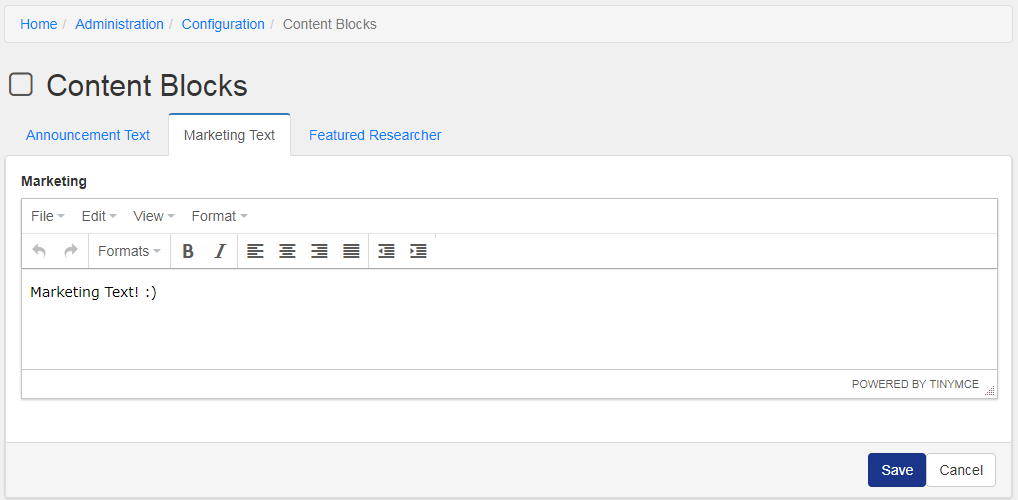 Home / Administration / Configuration / Content Blocks
Content Blocks
Announcement Text Marketing Text Featured Researcher
Marketing
File Edit View Format
Formats B I
Marketing Text! :)
POWERED BY TINYMCE
Save Cancel